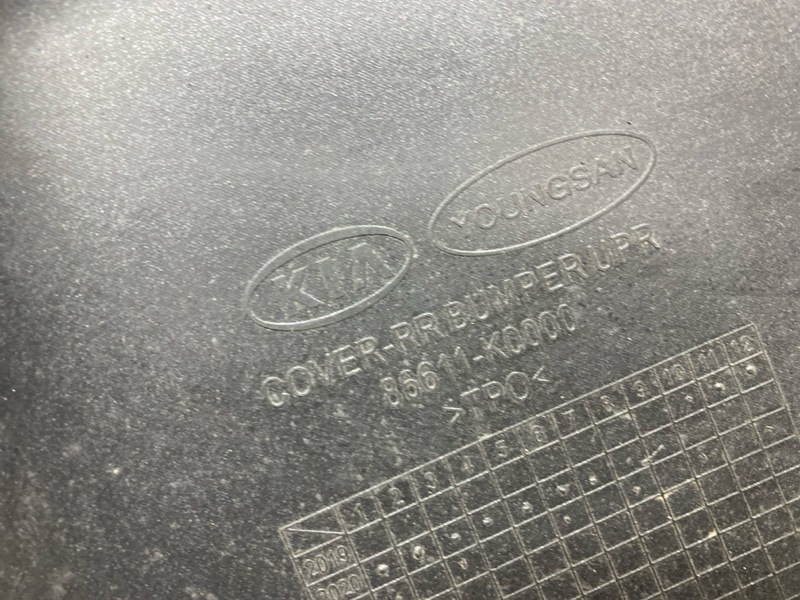 KIA
YOUNGSAN
COVER-RR BUMPER UPR
86611-K0000
>TPO<
1 2 3 4 5 6 7 8 9 10 11 12
2019
2020